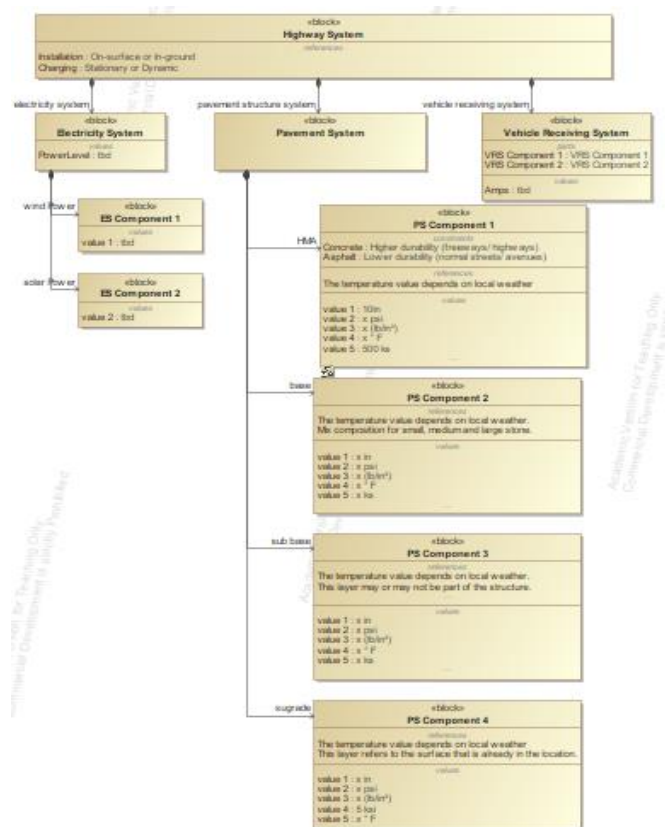 «block»
Highway System
references
Installation : On-surface or In-ground
Charging : Stationary or Dynamic
electricity system
pavement structure system
vehicle receiving system
«block»
Electricity System
values
PowerLevel : tbd
«block»
Pavement System
«block»
Vehicle Receiving System
parts
VRS Component 1 : VRS Component 1
VRS Component 2 : VRS Component 2
values
Amps : tbd
wind Power
«block»
ES Component 1
values
value 1 : tbd
solar Power
«block»
ES Component 2
values
value 2 : tbd
HMA
«block»
PS Component 1
constraints
Concrete : Higher durability (freeways/ highways)
Asphalt : Lower durability (normal streets/ avenues)
references
The temperature value depends on local weather
values
value 1 : 10in
value 2 : x psi
value 3 : x (lb/in³)
value 4 : x ° F
value 5 : 500 ks
...
base
«block»
PS Component 2
references
The temperature value depends on local weather.
Mix composition for small, medium and large stone.
values
value 1 : x in
value 2 : x psi
value 3 : x (lb/in³)
value 4 : x ° F
value 5 : x ks
...
sub base
«block»
PS Component 3
references
The temperature value depends on local weather.
This layer may or may not be part of the structure.
values
value 1 : x in
value 2 : x psi
value 3 : x (lb/in³)
value 4 : x ° F
value 5 : x ks
...
sugrade
«block»
PS Component 4
references
The temperature value depends on local weather
This layer refers to the surface that is already in the location.
values
value 1 : x in
value 2 : x psi
value 3 : x (lb/in³)
value 4 : 5 ksi
value 5 : x ° F
Academic Version for Teaching Only
Commercial Development is strictly Prohibited